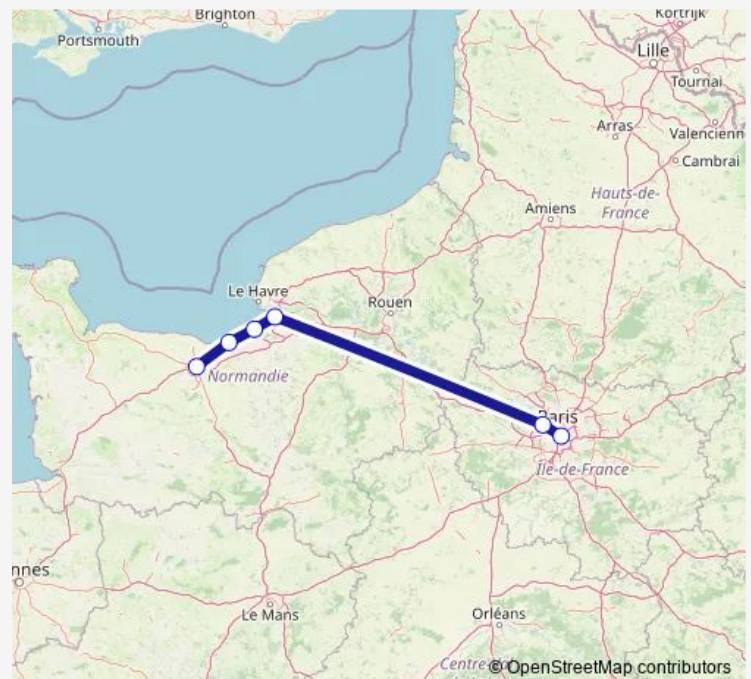 Brighton
Kortrijk
Portsmouth
Lille
Tournai
Arras
Valencienn
Cambrai
Hauts-de-
France
Amiens
Le Havre
Rouen
Normandie
Paris
Île-de-France
nnes
Le Mans
Orléans
Centre-
© OpenStreetMap contributors